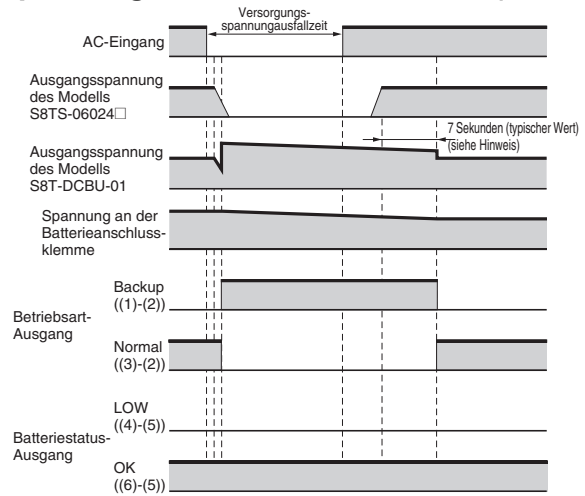 Versorgungs-
spannungausfallzeit
AC-Eingang
Ausgangsspannung
des Modells
S8TS-06024□
7 Sekunden (typischer Wert)
(siehe Hinweis)
Ausgangsspannung
des Modells
S8T-DCBU-01
Spannung an der
Batterieanschluss-
klemme
Backup
((1)-(2))
Betriebsart-
Ausgang
Normal
((3)-(2))
LOW
((4)-(5))
Batteriestatus-
Ausgang
OK
((6)-(5))